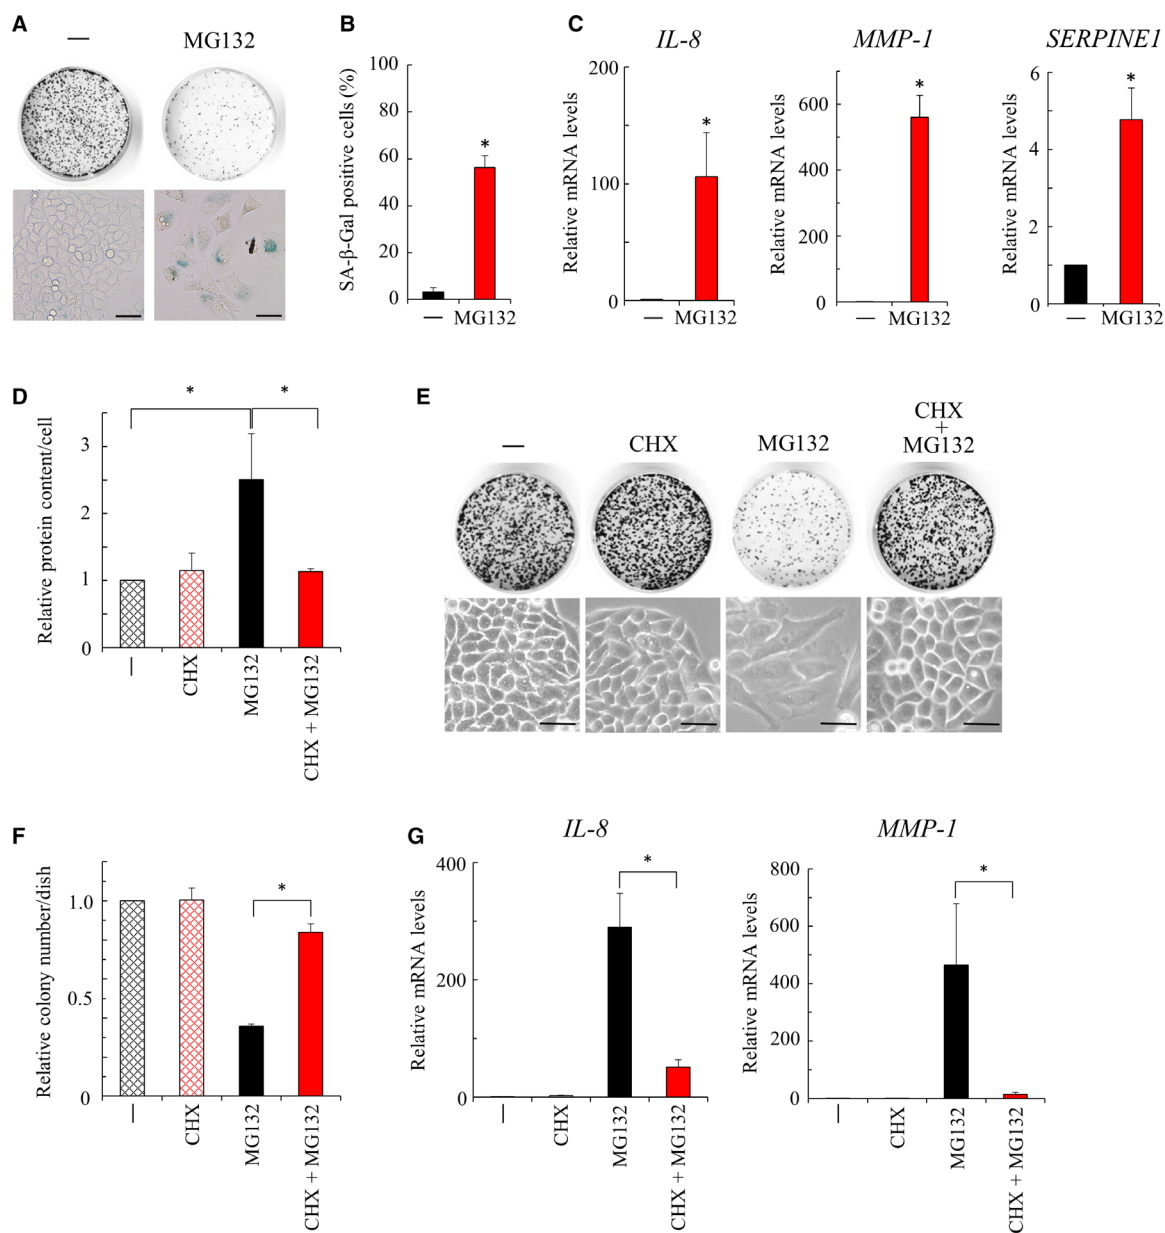 A
—
MG132
B
SA-β-Gal positive cells (%)
100
80
60
40
20
0
*
—
MG132
C
IL-8
Relative mRNA levels
200
100
0
*
—
MG132
MMP-1
Relative mRNA levels
600
400
200
0
*
—
MG132
SERPINE1
Relative mRNA levels
6
4
2
0
*
—
MG132
D
Relative protein content/cell
3
2
1
0
*
*
—
CHX
MG132
CHX + MG132
E
—
CHX
MG132
CHX
+
MG132
F
Relative colony number/dish
1.0
0.5
0
*
—
CHX
MG132
CHX + MG132
G
IL-8
Relative mRNA levels
400
200
0
*
—
CHX
MG132
CHX + MG132
MMP-1
Relative mRNA levels
800
600
400
200
0
*
—
CHX
MG132
CHX + MG132